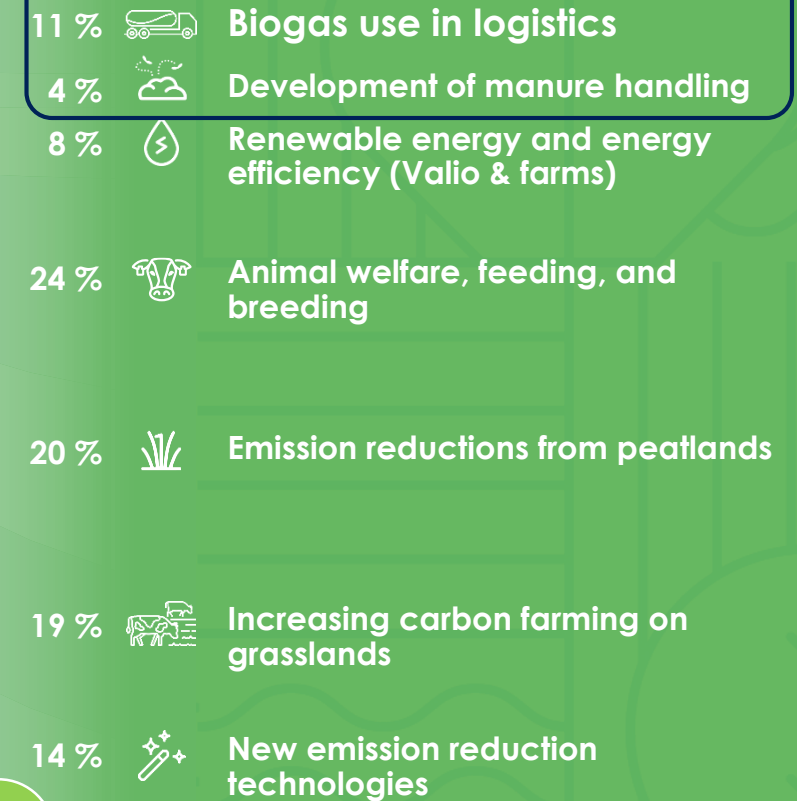 11 % Biogas use in logistics
4 % Development of manure handling
8 % Renewable energy and energy
efficiency (Valio & farms)
24 % Animal welfare, feeding, and
breeding
20 % Emission reductions from peatlands
19 % Increasing carbon farming on
grasslands
14 % New emission reduction
technologies